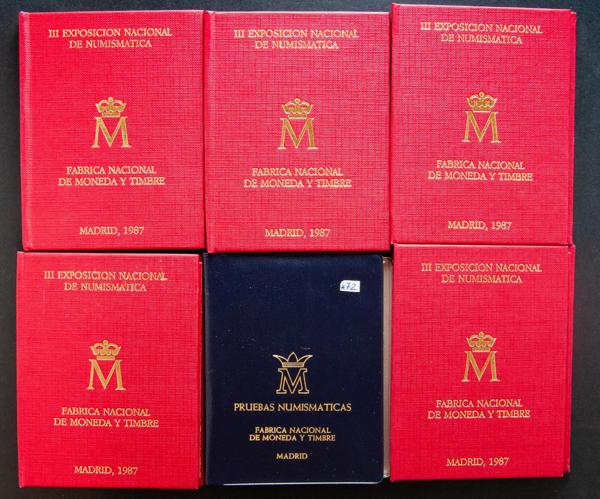 III EXPOSICION NACIONAL
DE NUMISMATICA
M
FABRICA NACIONAL
DE MONEDA Y TIMBRE
MADRID, 1987
III EXPOSICION NACIONAL
DE NUMISMATICA
M
FABRICA NACIONAL
DE MONEDA Y TIMBRE
MADRID, 1987
III EXPOSICION NACIONAL
DE NUMISMATICA
M
FABRICA NACIONAL
DE MONEDA Y TIMBRE
MADRID, 1987
III EXPOSICION NACIONAL
DE NUMISMATICA
M
FABRICA NACIONAL
DE MONEDA Y TIMBRE
MADRID, 1987
M
PRUEBAS NUMISMATICAS
FABRICA NACIONAL
DE MONEDA Y TIMBRE
MADRID
III EXPOSICION NACIONAL
DE NUMISMATICA
M
FABRICA NACIONAL
DE MONEDA Y TIMBRE
MADRID, 1987